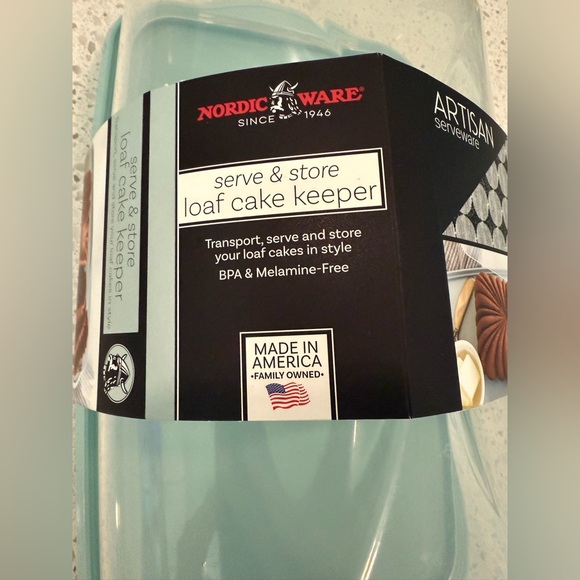 NORDIC WARE®
SINCE 1946
serve & store
loaf cake keeper
Transport, serve and store
your loaf cakes in style
BPA & Melamine-Free
MADE IN
AMERICA
•FAMILY OWNED•
ARTISAN
serveware
serve & store
loaf cake keeper